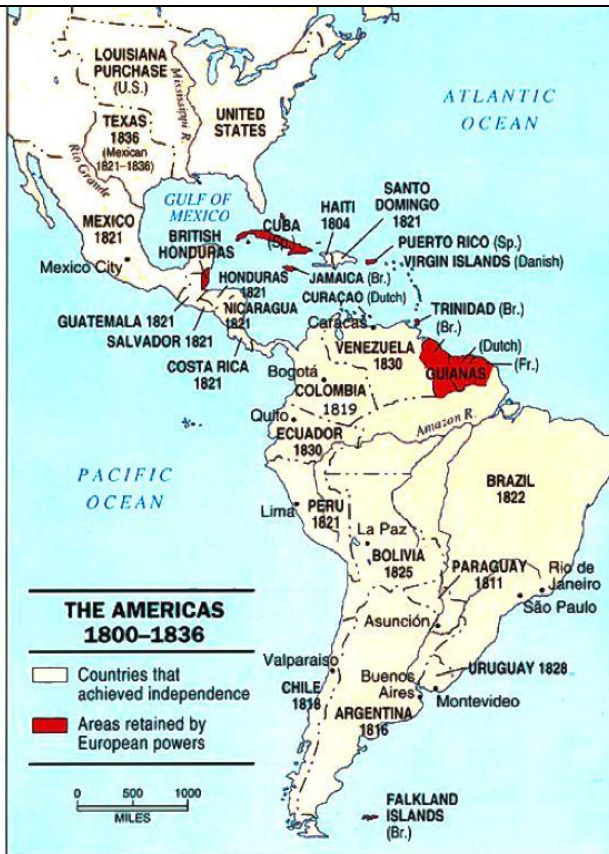 LOUISIANA
PURCHASE
(U.S.)
Mississippi R.
UNITED
STATES
TEXAS
1836
(Mexican
1821–1836)
Rio Grande
ATLANTIC
OCEAN
GULF OF
MEXICO
MEXICO
1821
Mexico City
BRITISH
HONDURAS
CUBA
(Sp.)
HAITI
1804
SANTO
DOMINGO
1821
PUERTO RICO (Sp.)
VIRGIN ISLANDS (Danish)
HONDURAS
1821
JAMAICA (Br.)
NICARAGUA
1821
CURAÇAO (Dutch)
GUATEMALA 1821
SALVADOR 1821
COSTA RICA
1821
TRINIDAD (Br.)
(Br.)
(Dutch)
(Fr.)
GUIANAS
Caracas
VENEZUELA
1830
Bogotá
COLOMBIA
1819
Quito
ECUADOR
1830
Amazon R.
PACIFIC
OCEAN
BRAZIL
1822
Lima
PERU
1821
La Paz
BOLIVIA
1825
PARAGUAY
1811
Rio de
Janeiro
São Paulo
Asunción
Valparaiso
CHILE
1818
Buenos
Aires
URUGUAY 1828
Montevideo
ARGENTINA
1816
THE AMERICAS
1800–1836
Countries that
achieved independence
Areas retained by
European powers
0 500 1000
MILES
FALKLAND
ISLANDS
(Br.)